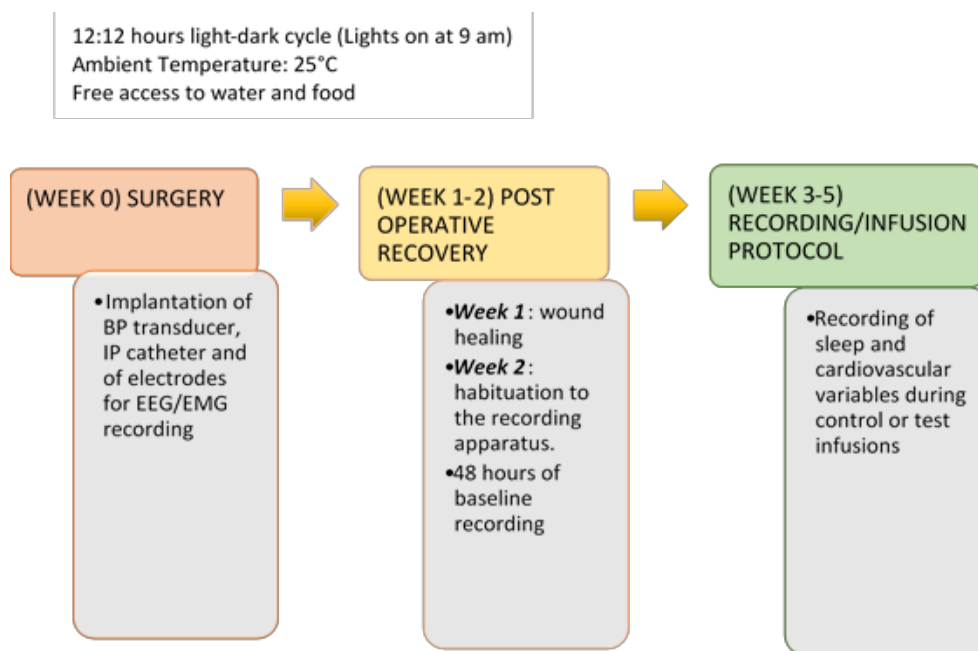 12:12 hours light-dark cycle (Lights on at 9 am)
Ambient Temperature: 25°C
Free access to water and food
(WEEK 0) SURGERY
•Implantation of
BP transducer,
IP catheter and
of electrodes
for EEG/EMG
recording
(WEEK 1-2) POST
OPERATIVE
RECOVERY
•Week 1: wound
healing
•Week 2:
habituation to
the recording
apparatus.
•48 hours of
baseline
recording
(WEEK 3-5)
RECORDING/INFUSION
PROTOCOL
•Recording of
sleep and
cardiovascular
variables during
control or test
infusions